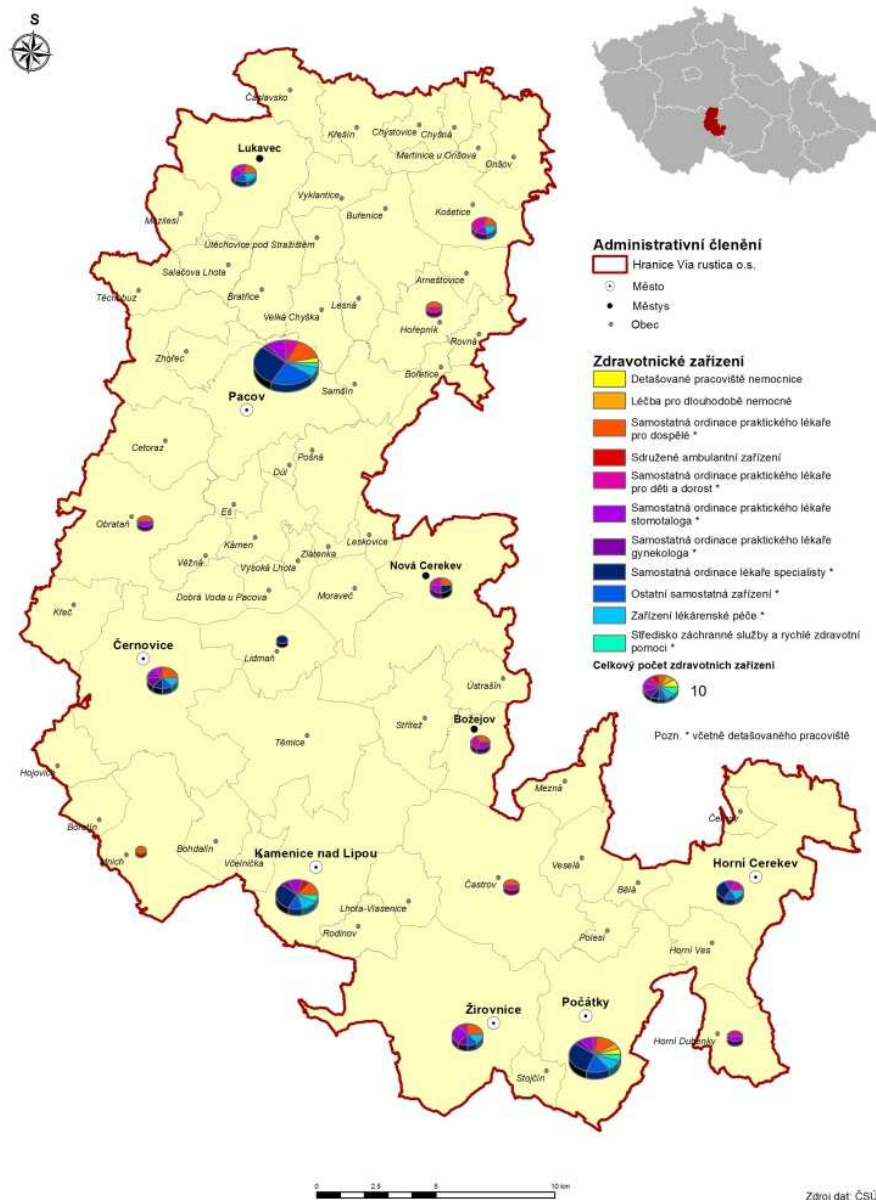 S
Čáslavsko
Křešín
Chýstovice
Chyšná
Lukavec
Martinice u Onšova
Onšov
Vyklantice
Buřenice
Košetice
Mezilesí
Útěchovice pod Stražištěm
Salačova Lhota
Arneštovice
Těchobuz
Bratřice
Lesná
Velká Chyška
Hořepník
Rovná
Zhořec
Bořetice
Samšín
Pacov
Cetoraz
Pošná
Důl
Eš
Obrataň
Kámen
Leskovice
Zlátenka
Věžná
Vysoká Lhota
Nová Cerekev
Dobrá Voda u Pacova
Moraveč
Křeč
Černovice
Lidmaň
Ústrašín
Střítež
Božejov
Těmice
Hojovice
Mezná
Bořetín
Bohdalín
Mnich
Včelnička
Kamenice nad Lipou
Veselá
Horní Cerekev
Častrov
Bělá
Lhota-Vlasenice
Rodinov
Polesí
Horní Ves
Žirovnice
Počátky
Horní Dubenky
Stojčín
Administrativní členění
Hranice Via rustica o.s.
Město
Městys
Obec
Zdravotnické zařízení
Detašované pracoviště nemocnice
Léčba pro dlouhodobě nemocné
Samostatná ordinace praktického lékaře
pro dospělé *
Sdružené ambulantní zařízení
Samostatná ordinace praktického lékaře
pro děti a dorost *
Samostatná ordinace praktického lékaře
stomotaloga *
Samostatná ordinace praktického lékaře
gynekologa *
Samostatná ordinace lékaře specialisty *
Ostatní samostatná zařízení *
Zařízení lékárenské péče *
Středisko záchranné služby a rychlé zdravotní
pomoci *
Celkový počet zdravotních zařízení
10
Pozn. * včetně detašovaného pracoviště
0 2,5 5 10 km
Zdroj dat: ČSÚ